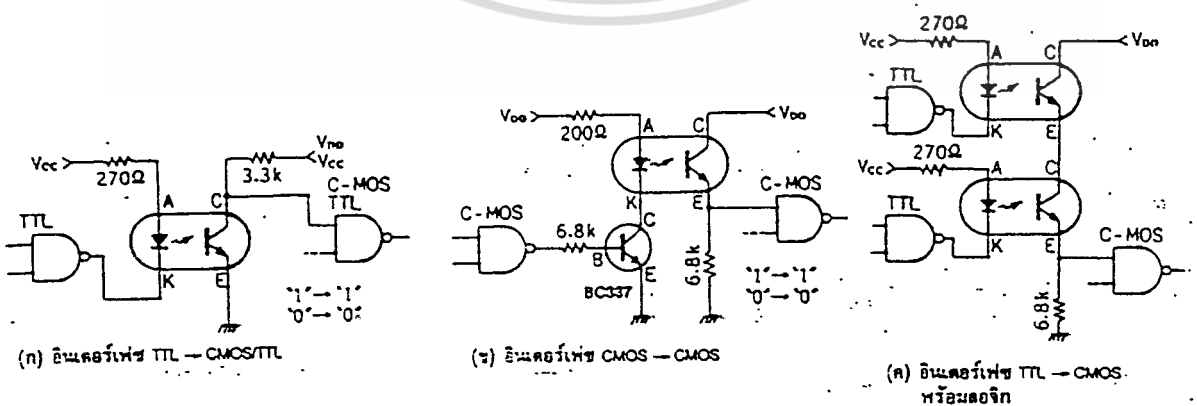 VCC
270Ω
A
C
VDD
VCC
3.3k
C-MOS
TTL
TTL
K
E
"1"→"1"
"0"→"0"
(ก) อินเตอร์เฟซ TTL → CMOS/TTL
VDD
200Ω
A
C
VDD
C-MOS
6.8k
K
C
B
E
BC337
E
6.8k
C-MOS
"1"→"1"
"0"→"0"
(ข) อินเตอร์เฟซ CMOS → CMOS
VCC
270Ω
A
C
VDD
TTL
K
E
VCC
270Ω
A
C
TTL
K
E
C-MOS
6.8k
(ค) อินเตอร์เฟซ TTL → CMOS
พร้อมลอจิก